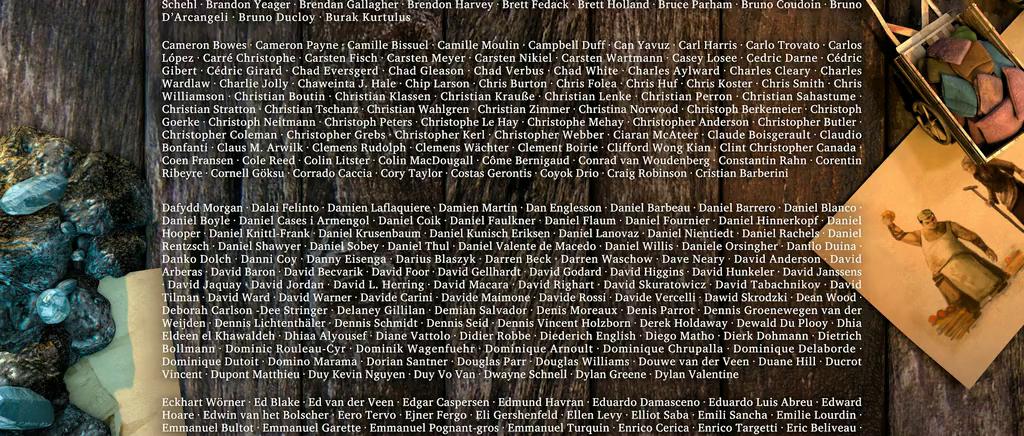 Schehl · Brandon Yeager · Brendan Gallagher · Brendon Harvey · Brett Fedack · Brett Holland · Bruce Parham · Bruno Coudoin · Bruno
D'Arcangeli · Bruno Ducloy · Burak Kurtulus
Cameron Bowes · Cameron Payne · Camille Bissuel · Camille Moulin · Campbell Duff · Can Yavuz · Carl Harris · Carlo Trovato · Carlos
López · Carré Christophe · Carsten Fisch · Carsten Meyer · Carsten Nikiel · Carsten Wartmann · Casey Losee · Cedric Darne · Cédric
Gibert · Cédric Girard · Chad Eversgerd · Chad Gleason · Chad Verbus · Chad White · Charles Aylward · Charles Cleary · Charles
Wardlaw · Charlie Jolly · Chaweinta J. Hale · Chip Larson · Chris Burton · Chris Folea · Chris Huf · Chris Koster · Chris Smith · Chris
Williamson · Christian Boutin · Christian Klassen · Christian Krauße · Christian Lenke · Christian Perron · Christian Sahastume ·
Christian Stratton · Christian Tschanz · Christian Wahlgren · Christian Zimmer · Christina Norwood · Christoph Berkemeier · Christoph
Goerke · Christoph Neitmann · Christoph Peters · Christophe Le Hay · Christophe Mehay · Christopher Anderson · Christopher Butler ·
Christopher Coleman · Christopher Grebs · Christopher Kerl · Christopher Webber · Ciaran McAteer · Claude Boisgerault · Claudio
Bonfanti · Claus M. Arwilk · Clemens Rudolph · Clemens Wächter · Clement Boirie · Clifford Wong Kian · Clint Christopher Canada ·
Coen Fransen · Cole Reed · Colin Litster · Colin MacDougall · Côme Bernigaud · Conrad van Woudenberg · Constantin Rahn · Corentin
Ribeyre · Cornell Göksu · Corrado Caccia · Cory Taylor · Costas Gerontis · Coyok Drio · Craig Robinson · Cristian Barberini
Dafydd Morgan · Dalai Felinto · Damien Laflaquiere · Damien Martin · Dan Englesson · Daniel Barbeau · Daniel Barrero · Daniel Blanco ·
Daniel Boyle · Daniel Cases i Armengol · Daniel Coik · Daniel Faulkner · Daniel Flaum · Daniel Fournier · Daniel Hinnerkopf · Daniel
Hooper · Daniel Knittl-Frank · Daniel Krusenbaum · Daniel Kunisch Eriksen · Daniel Lanovaz · Daniel Nientiedt · Daniel Rachels · Daniel
Rentzsch · Daniel Shawyer · Daniel Sobey · Daniel Thul · Daniel Valente de Macedo · Daniel Willis · Daniele Orsingher · Danilo Duina ·
Danko Dolch · Danni Coy · Danny Eisenga · Darius Blaszyk · Darren Beck · Darren Waschow · Dave Neary · David Anderson · David
Arberas · David Baron · David Becvarik · David Foor · David Gellhardt · David Godard · David Higgins · David Hunkeler · David Janssens
· David Jaquay · David Jordan · David L. Herring · David Macara · David Righart · David Skuratowicz · David Tabachnikoy · David
Tilman · David Ward · David Warner · Davide Carini · Davide Maimone · Davide Rossi · Davide Vercelli · Dawid Skrodzki · Dean Wood ·
Deborah Carlson -Dee Stringer · Delaney Gillilan · Demian Salvador · Denis Moreaux · Denis Parrot · Dennis Groenewegen van der
Weijden · Dennis Lichtenthäler · Dennis Schmidt · Dennis Seid · Dennis Vincent Holzborn · Derek Holdaway · Dewald Du Plooy · Dhia
Eldeen el Khawaldeh · Dhiaa Alyousef · Diane Vattolo · Didier Robbe · Diederich English · Diego Matho · Dierk Dohmann · Dietrich
Bollmann · Dominic Rouleau-Cyr · Dominik Wagenfuehr · Dominique Arnoult · Dominique Chrupalla · Dominique Delaborde ·
Dominique Dutoit · Domino Marama · Dorian Santner · Douglas Parr · Douglas Williams · Douwe van der Veen · Duane Hill · Ducrot
Vincent · Dupont Matthieu · Duy Kevin Nguyen · Duy Vo Van · Dwayne Schnell · Dylan Greene · Dylan Valentine
Eckhart Wörner · Ed Blake · Ed van der Veen · Edgar Caspersen · Edmund Havran · Eduardo Damasceno · Eduardo Luis Abreu · Edward
Hoare · Edwin van het Bolscher · Eero Tervo · Ejner Fergo · Eli Gershenfeld · Ellen Levy · Elliot Saba · Emili Sancha · Emilie Lourdin ·
Emmanuel Bultot · Emmanuel Garette · Emmanuel Pognant-gros · Emmanuel Turquin · Enrico Cerica · Enrico Targetti · Eric Beliveau ·